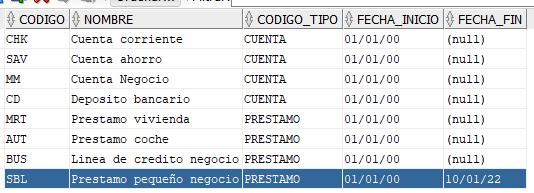 CODIGO NOMBRE CODIGO_TIPO FECHA_INICIO FECHA_FIN
CHK Cuenta corriente CUENTA 01/01/00 (null)
SAV Cuenta ahorro CUENTA 01/01/00 (null)
MM Cuenta Negocio CUENTA 01/01/00 (null)
CD Deposito bancario CUENTA 01/01/00 (null)
MRT Prestamo vivienda PRESTAMO 01/01/00 (null)
AUT Prestamo coche PRESTAMO 01/01/00 (null)
BUS Linea de credito negocio PRESTAMO 01/01/00 (null)
SBL Prestamo pequeño negocio PRESTAMO 01/01/00 10/01/22